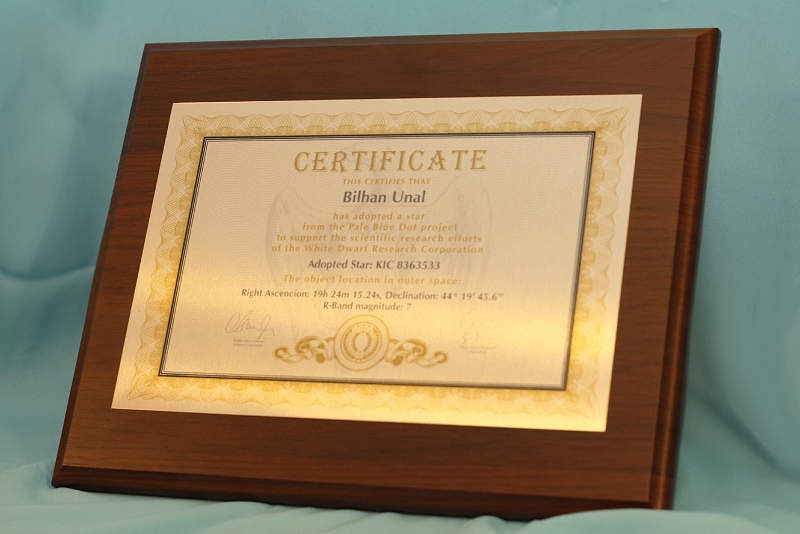 CERTIFICATE
THIS CERTIFIES THAT
Bilhan Unal
has adopted a star
from the Pale Blue Dot project
to support the scientific research efforts
of the White Dwarf Research Corporation
Adopted Star: KIC 8363533
The object location in outer space:
Right Ascencion: 19h 24m 15.24s, Declination: 44° 19' 45.6"
R-Band magnitude: 7